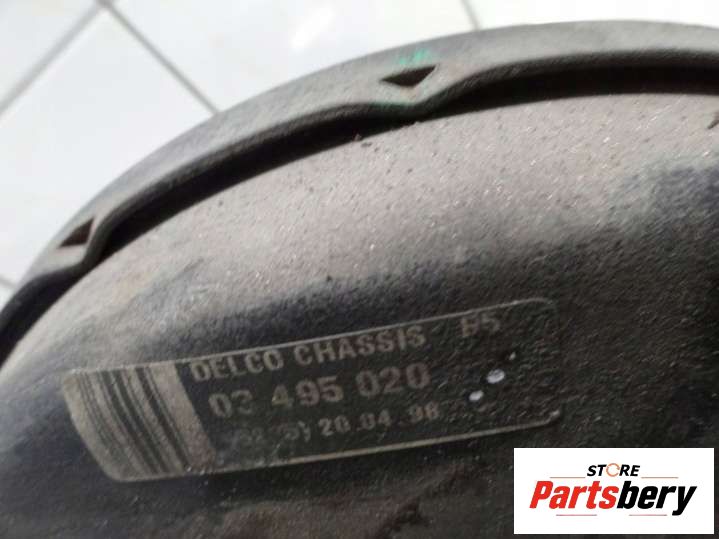 DELCO CHASSIS B5
03 495 020
20.04.98
STORE
Partsbery